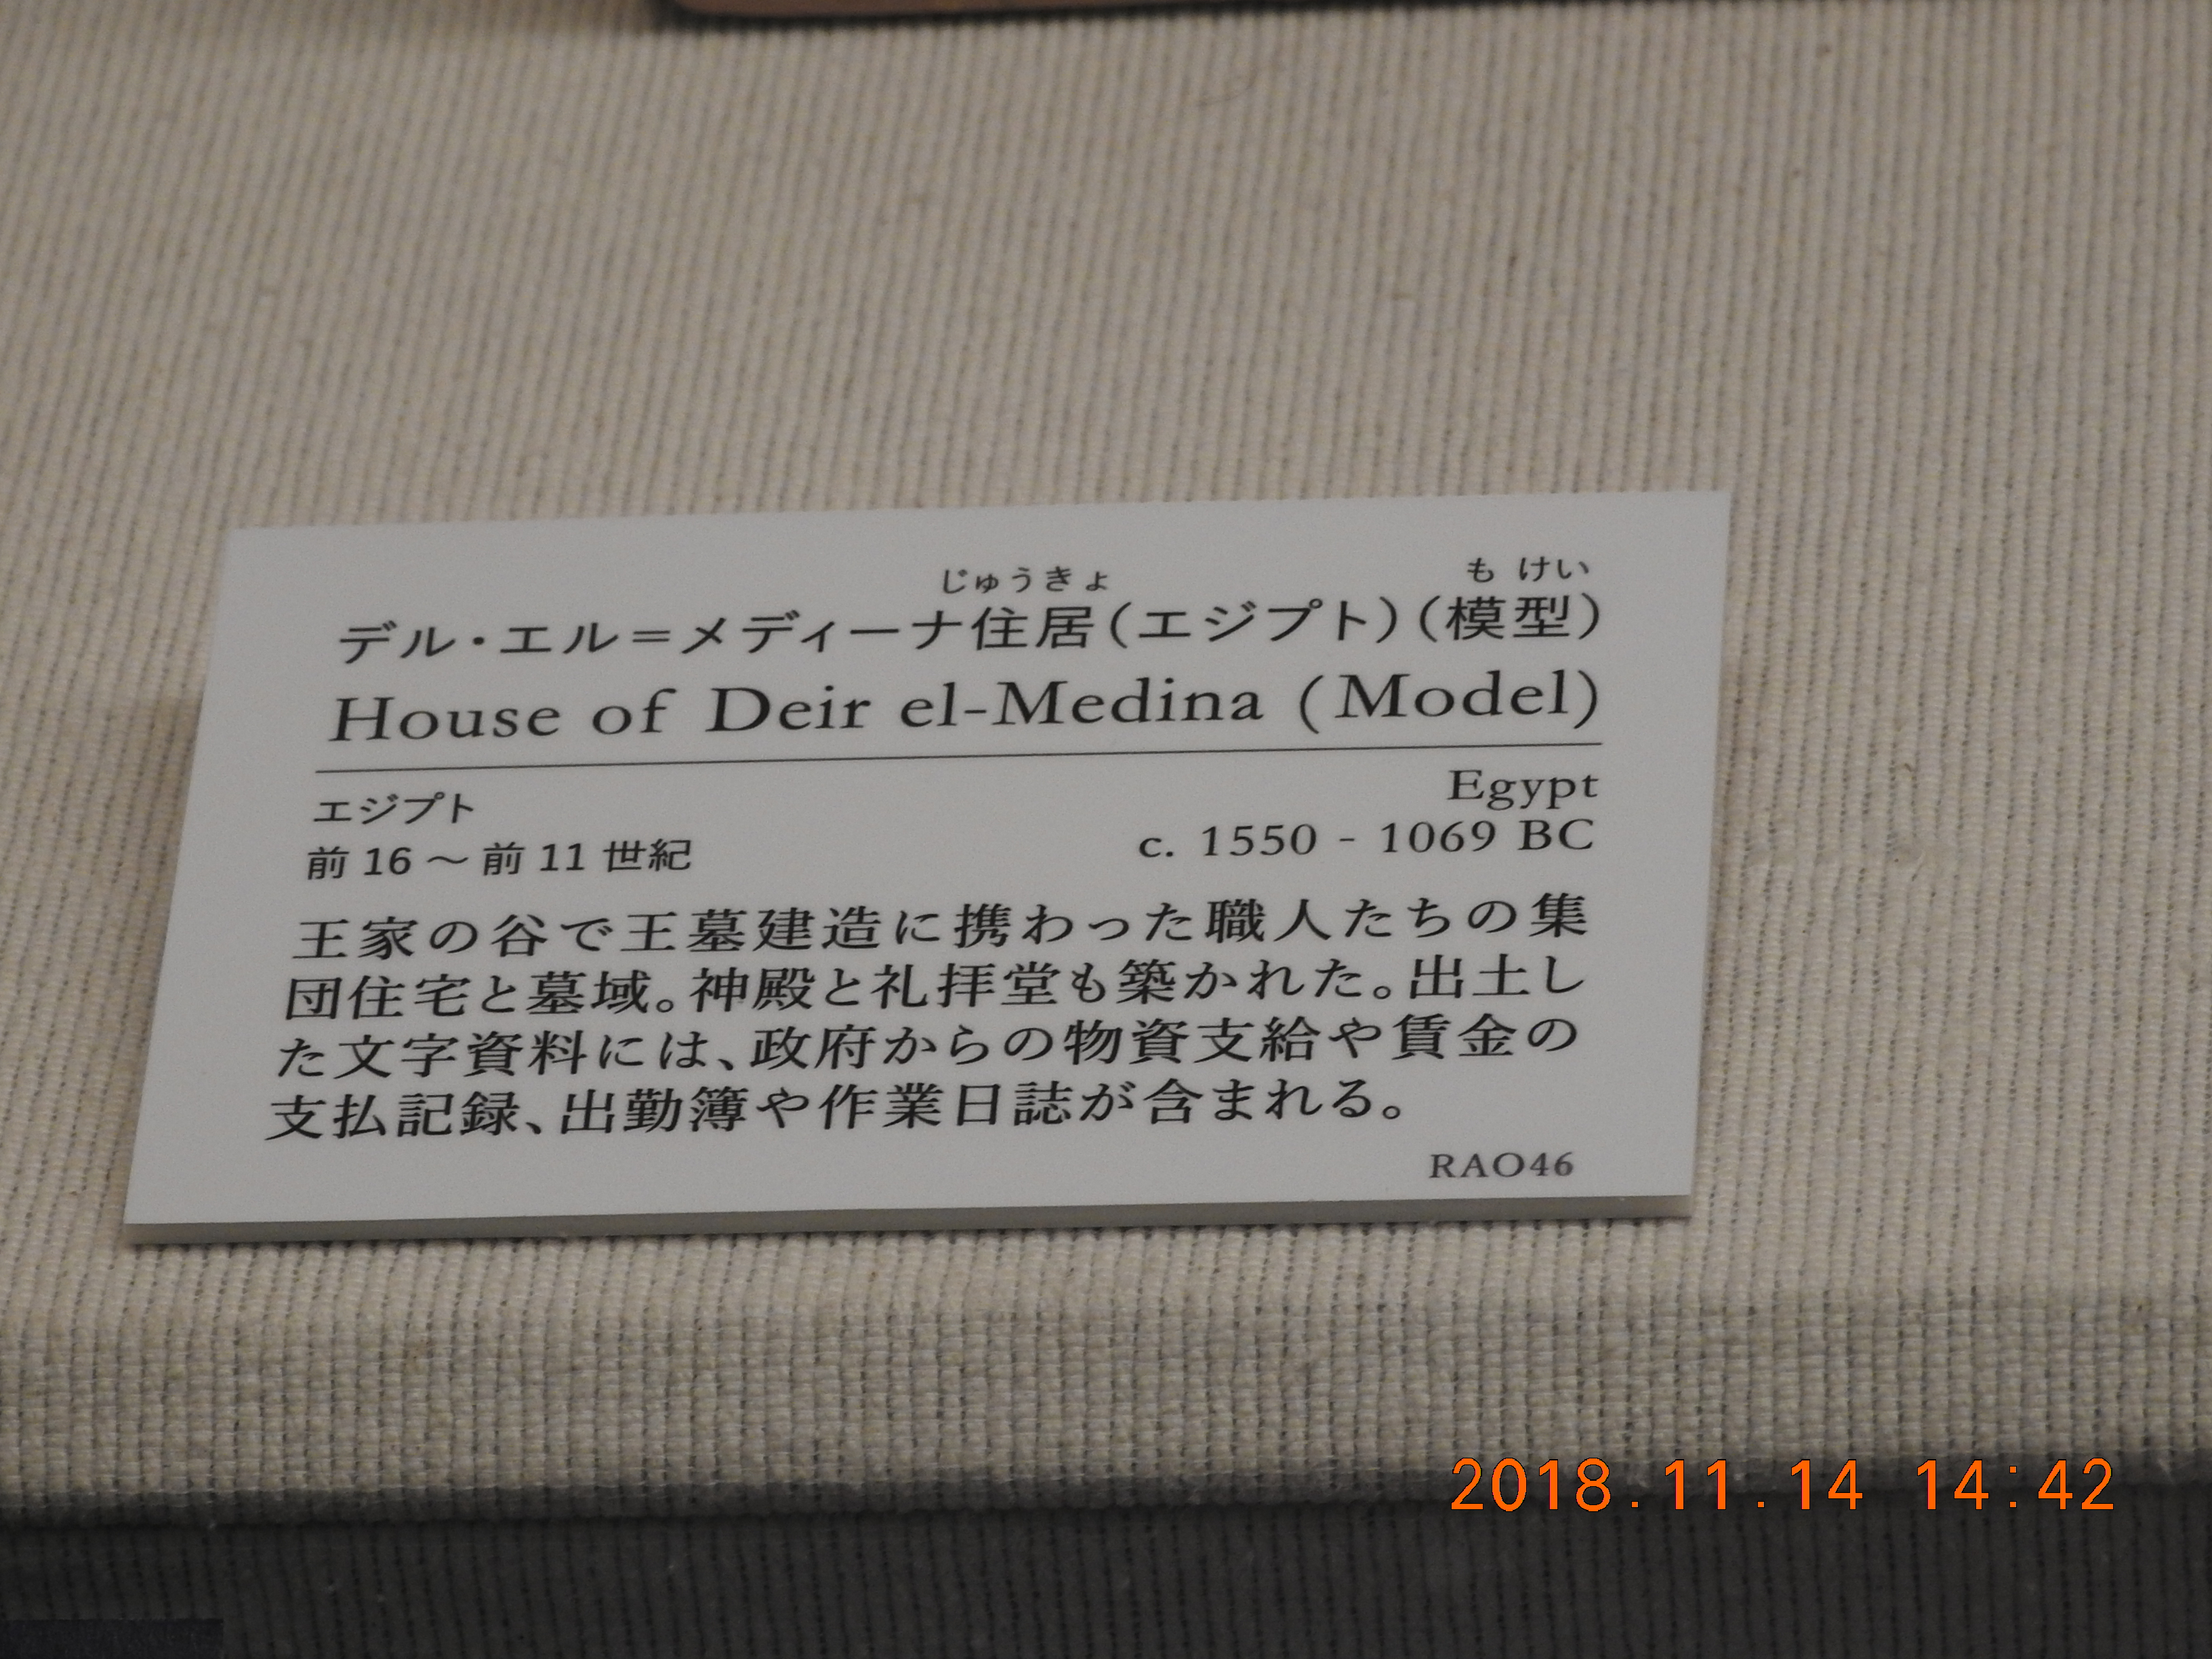 じゅうきょ もけい
デル・エル＝メディーナ住居（エジプト）（模型）
House of Deir el-Medina (Model)
エジプト
前 16 ～ 前 11 世紀
Egypt
c. 1550 - 1069 BC
王家の谷で王墓建造に携わった職人たちの集
団住宅と墓域。神殿と礼拝堂も築かれた。出土し
た文字資料には、政府からの物資支給や賃金の
支払記録、出勤簿や作業日誌が含まれる。
RAO46
2018.11.14 14:42